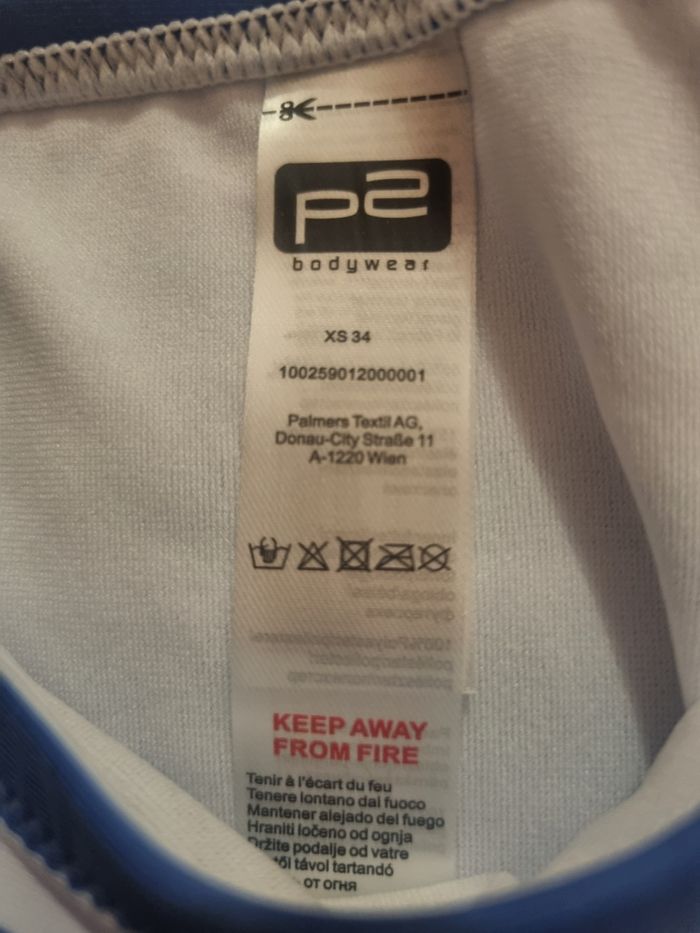 p2
bodywear
XS 34
100259012000001
Palmers Textil AG,
Donau-City Straße 11
A-1220 Wien
KEEP AWAY
FROM FIRE
Tenir à l'écart du feu
Tenere lontano dal fuoco
Mantener alejado del fuego
Hraniti ločeno od ognja
Držite podalje od vatre
távol tartandó
от огня